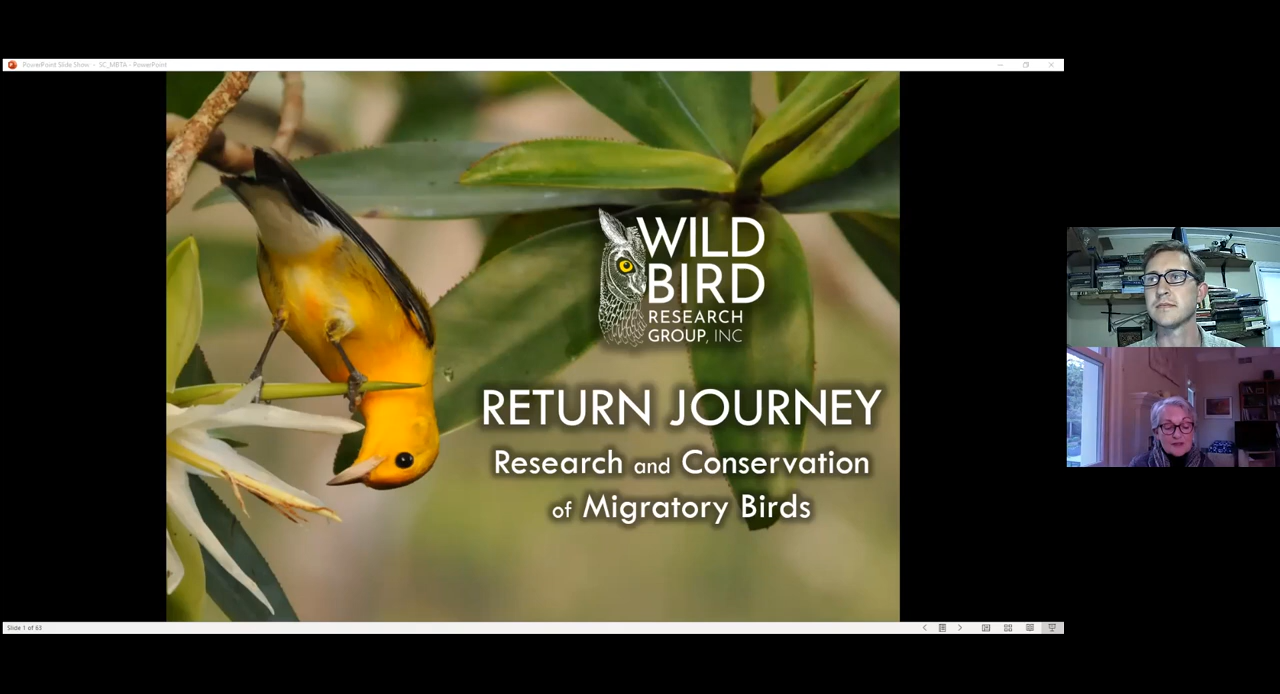 PowerPoint Slide Show - SC_MBTA - PowerPoint
WILD
BIRD
RESEARCH
GROUP, INC
RETURN JOURNEY
Research and Conservation
of Migratory Birds
Slide 1 of 63